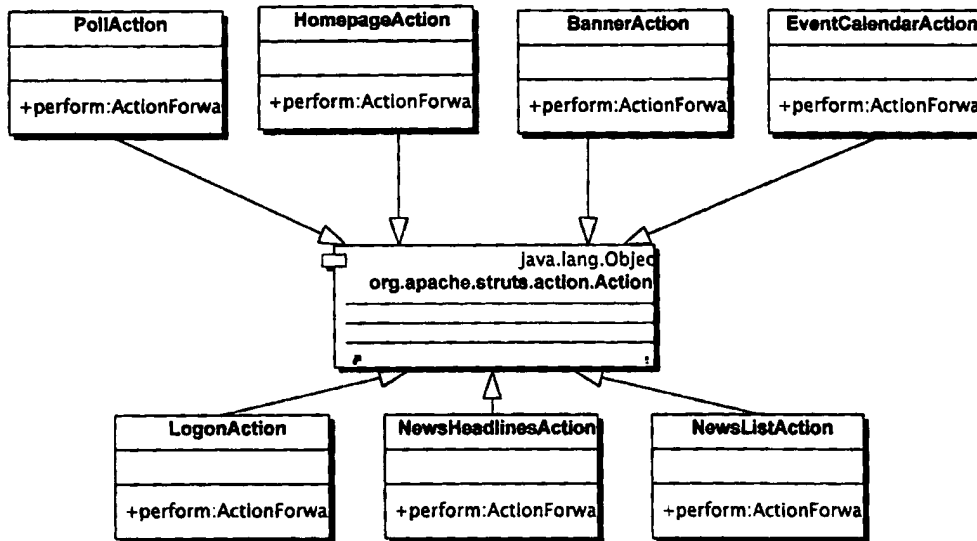 PollAction
HomepageAction
BannerAction
EventCalendarAction
+perform:ActionForwa
+perform:ActionForwa
+perform:ActionForwa
+perform:ActionForwa
java.lang.Objec
org.apache.struts.action.Action
LogonAction
NewsHeadlinesAction
NewsListAction
+perform:ActionForwa
+perform:ActionForwa
+perform:ActionForwa